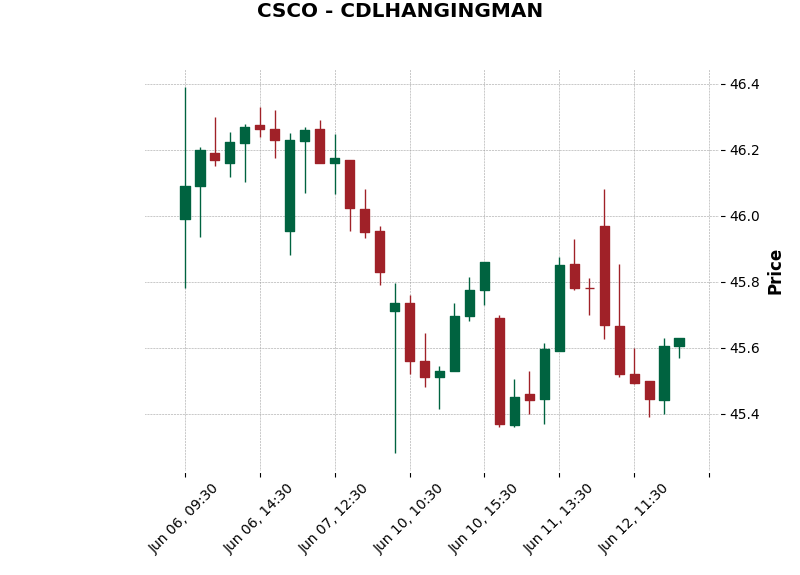 CSCO - CDLHANGINGMAN
46.4
46.2
46.0
45.8
45.6
45.4
Price
Jun 06, 09:30
Jun 06, 14:30
Jun 07, 12:30
Jun 10, 10:30
Jun 10, 15:30
Jun 11, 13:30
Jun 12, 11:30